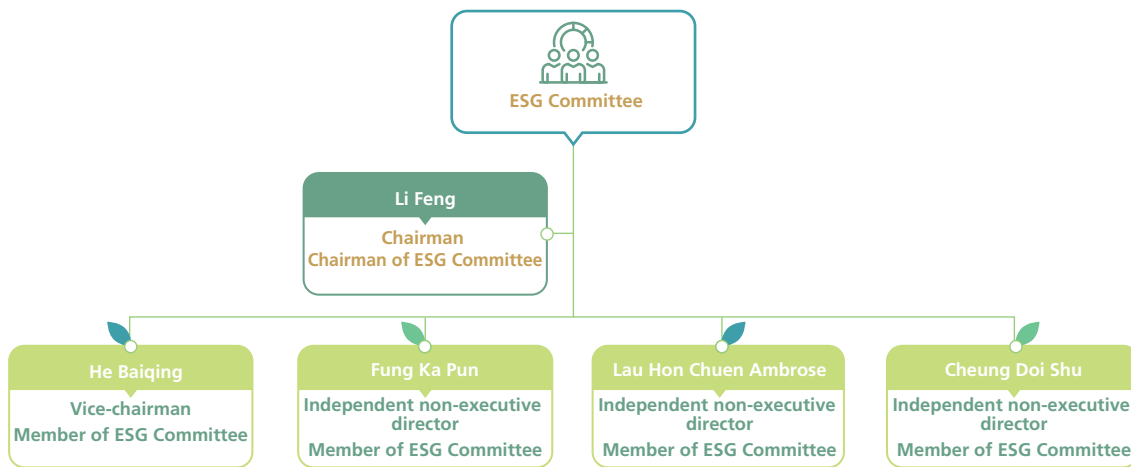 ESG Committee
Li Feng
Chairman
Chairman of ESG Committee
He Baiqing
Vice-chairman
Member of ESG Committee
Fung Ka Pun
Independent non-executive
director
Member of ESG Committee
Lau Hon Chuen Ambrose
Independent non-executive
director
Member of ESG Committee
Cheung Doi Shu
Independent non-executive
director
Member of ESG Committee